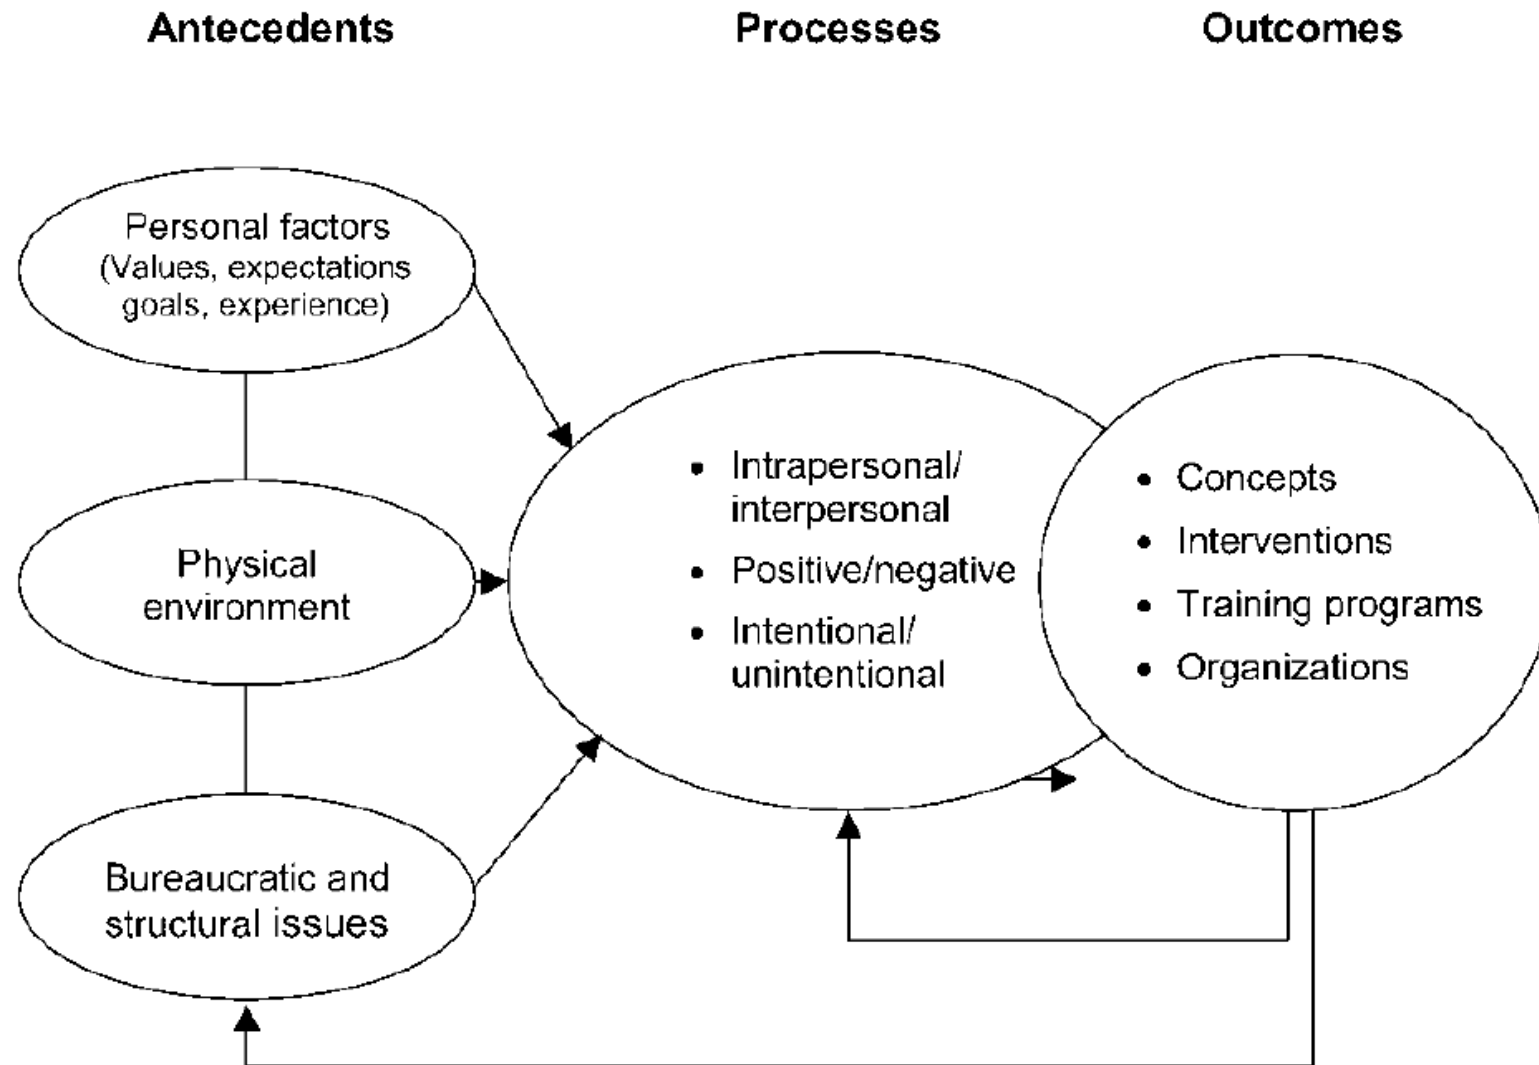 Antecedents
Processes
Outcomes
Personal factors
(Values, expectations
goals, experience)
Physical
environment
Bureaucratic and
structural issues
• Intrapersonal/
interpersonal
• Positive/negative
• Intentional/
unintentional
• Concepts
• Interventions
• Training programs
• Organizations